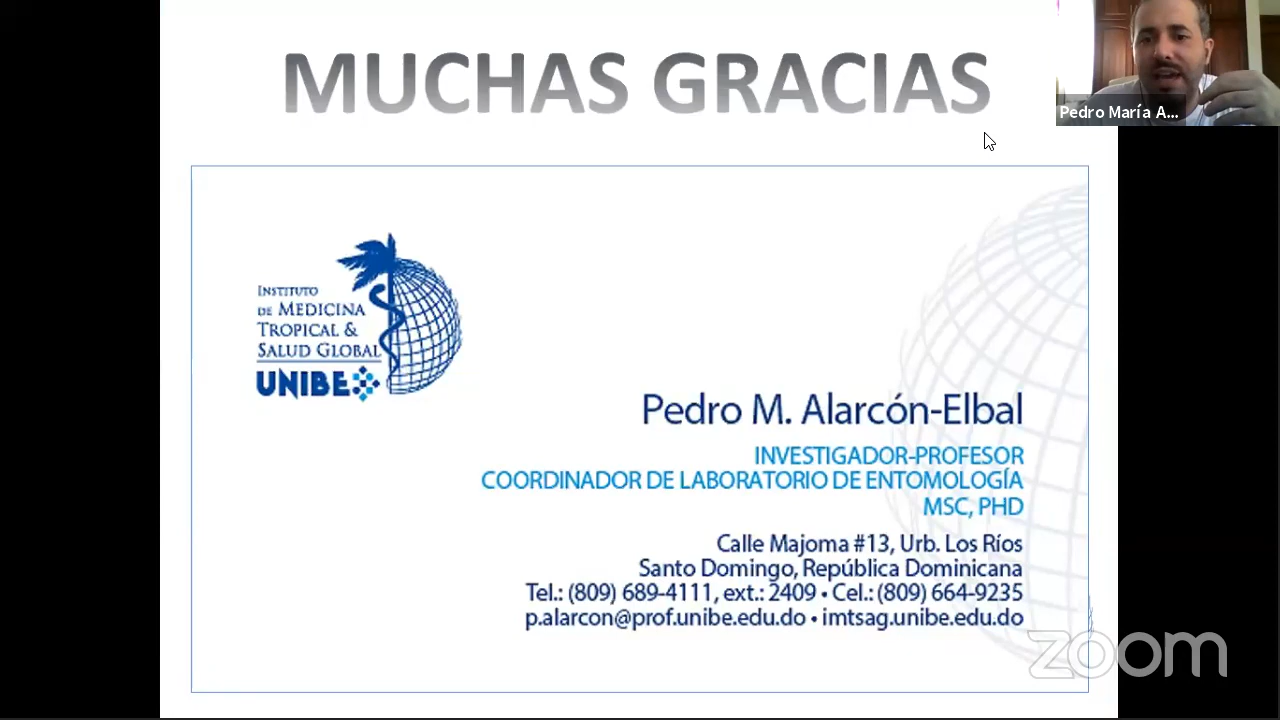 MUCHAS GRACIAS
Pedro María A...
INSTITUTO
DE MEDICINA
TROPICAL &
SALUD GLOBAL
UNIBE
Pedro M. Alarcón-Elbal
INVESTIGADOR-PROFESOR
COORDINADOR DE LABORATORIO DE ENTOMOLOGÍA
MSC, PHD
Calle Majoma #13, Urb. Los Ríos
Santo Domingo, República Dominicana
Tel.: (809) 689-4111, ext.: 2409 • Cel.: (809) 664-9235
p.alarcon@prof.unibe.edu.do • imtsag.unibe.edu.do
zoom